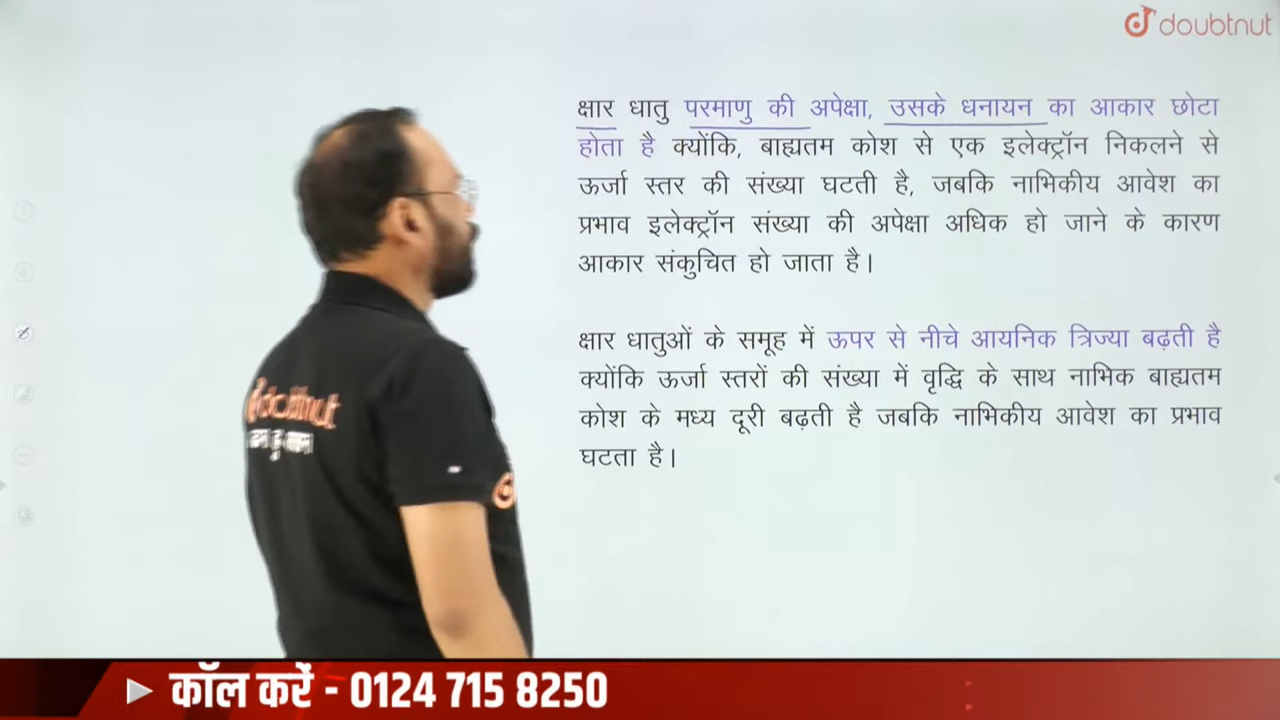 doubtnut
क्षार धातु परमाणु की अपेक्षा, उसके धनायन का आकार छोटा
होता है क्योंकि, बाह्यतम कोश से एक इलेक्ट्रॉन निकलने से
ऊर्जा स्तर की संख्या घटती है, जबकि नाभिकीय आवेश का
प्रभाव इलेक्ट्रॉन संख्या की अपेक्षा अधिक हो जाने के कारण
आकार संकुचित हो जाता है।
क्षार धातुओं के समूह में ऊपर से नीचे आयनिक त्रिज्या बढ़ती है
क्योंकि ऊर्जा स्तरों की संख्या में वृद्धि के साथ नाभिक बाह्यतम
कोश के मध्य दूरी बढ़ती है जबकि नाभिकीय आवेश का प्रभाव
घटता है।
doubtnut
कॉल करें - 0124 715 8250